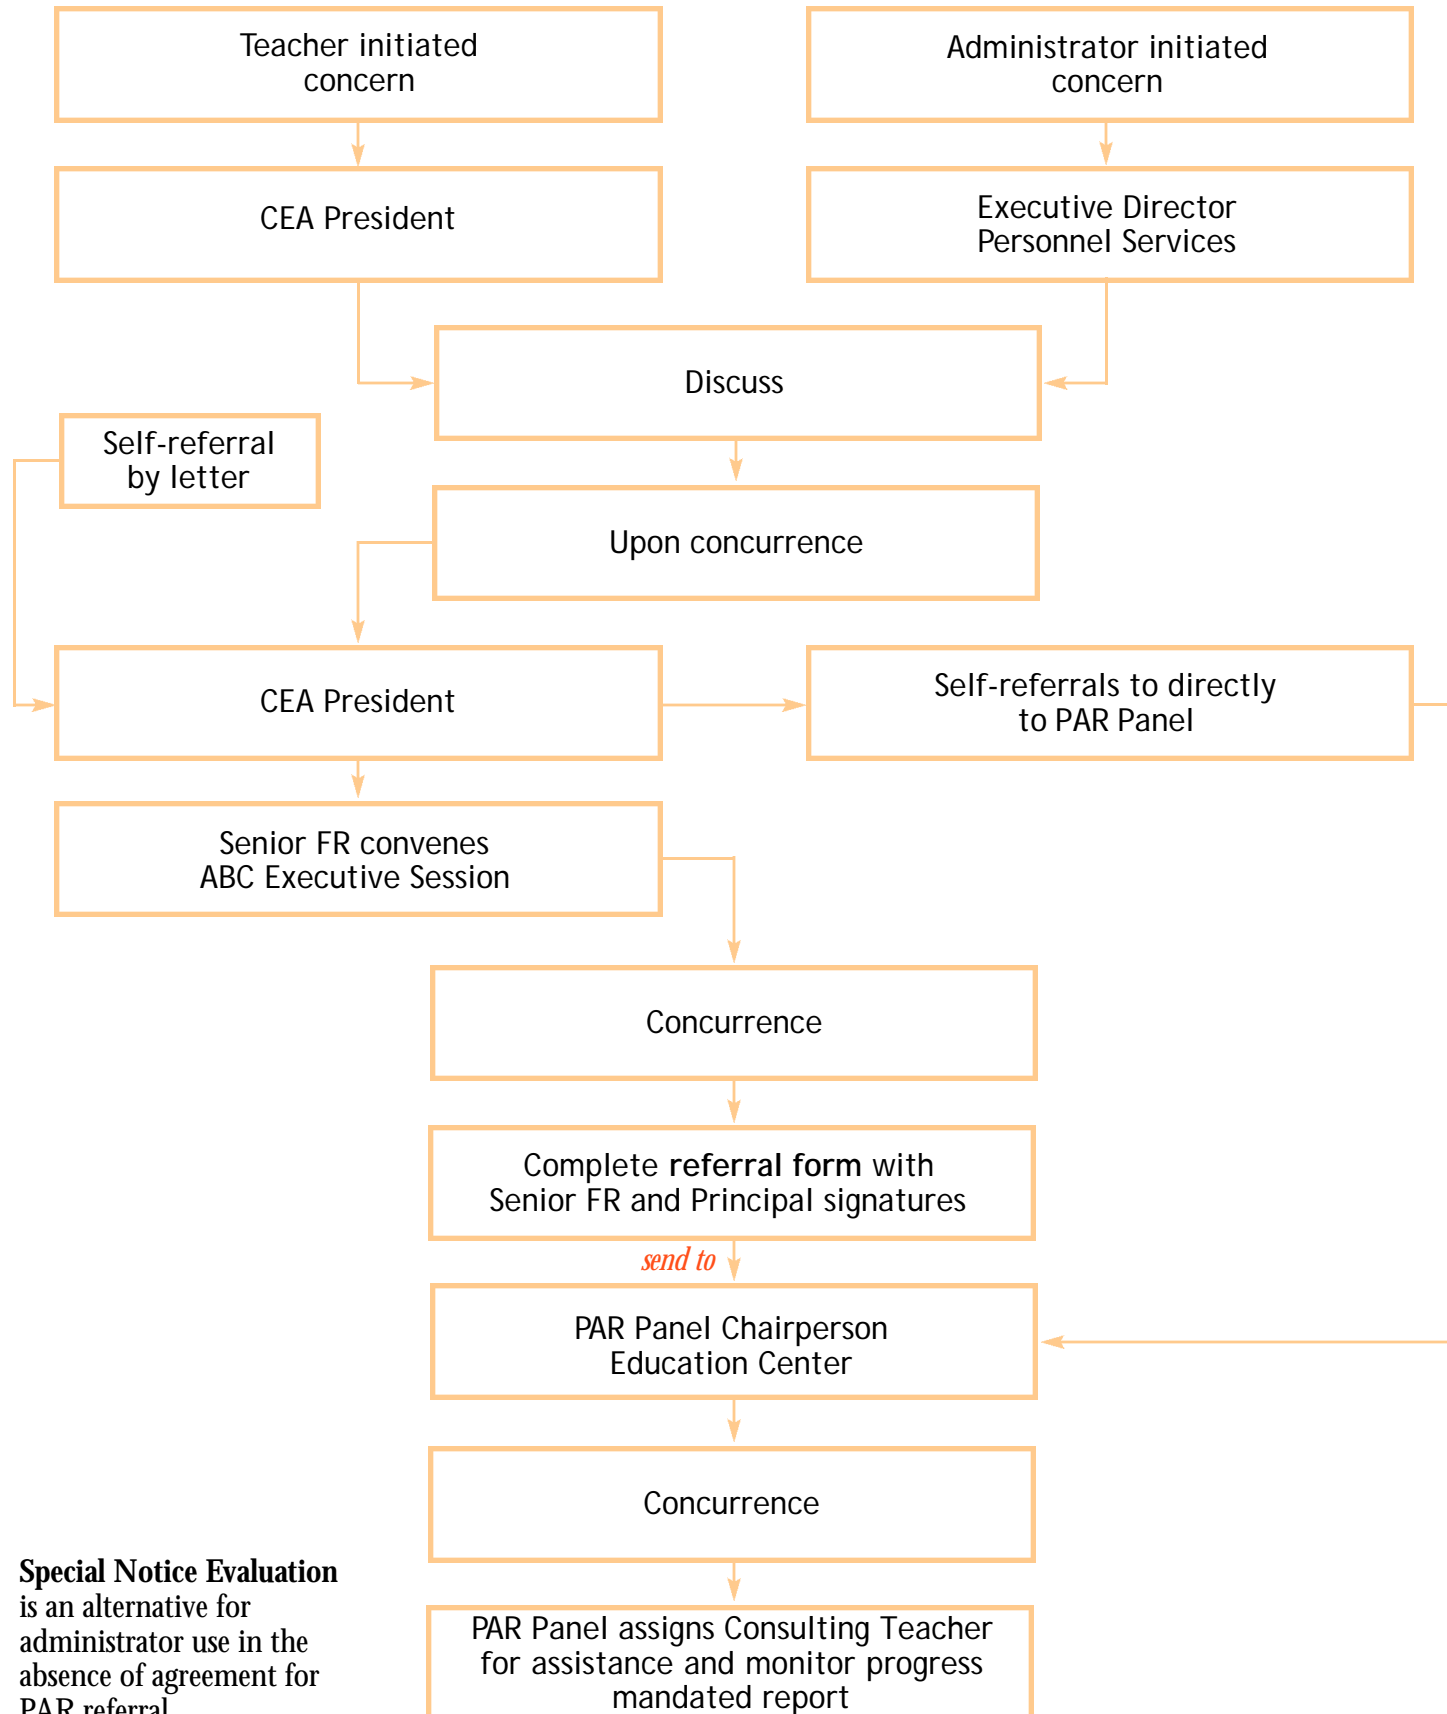 Teacher initiated
concern
Administrator initiated
concern
CEA President
Executive Director
Personnel Services
Discuss
Self-referral
by letter
Upon concurrence
CEA President
Self-referrals to directly
to PAR Panel
Senior FR convenes
ABC Executive Session
Concurrence
Complete referral form with
Senior FR and Principal signatures
send to
PAR Panel Chairperson
Education Center
Concurrence
Special Notice Evaluation
is an alternative for
administrator use in the
absence of agreement for
PAR referral
PAR Panel assigns Consulting Teacher
for assistance and monitor progress
mandated report